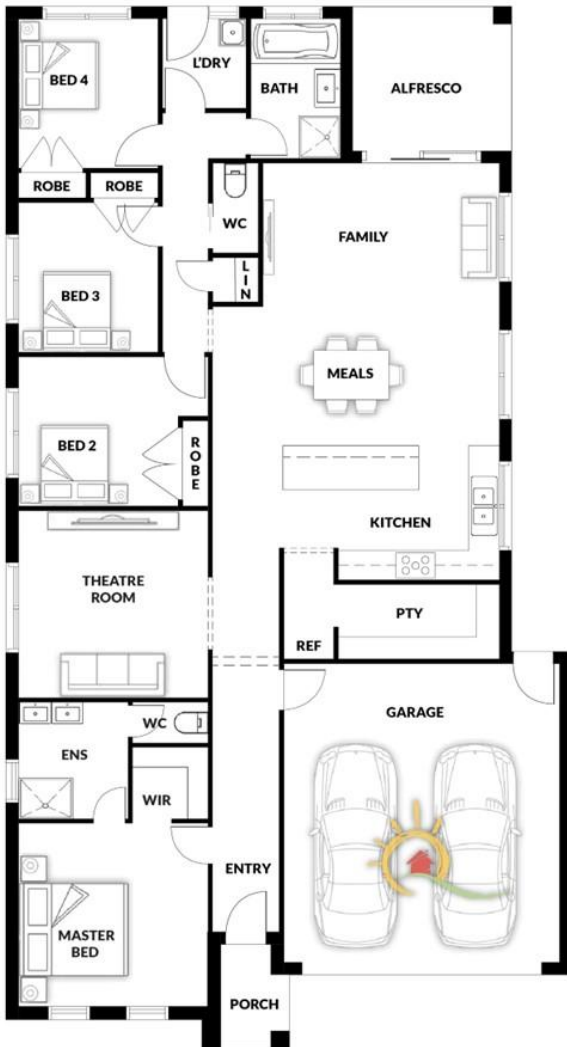 BED 4
L'DRY
BATH
ALFRESCO
ROBE
ROBE
WC
FAMILY
LIN
BED 3
MEALS
BED 2
ROBE
KITCHEN
THEATRE
ROOM
PTY
REF
GARAGE
WC
ENS
WIR
ENTRY
MASTER
BED
PORCH